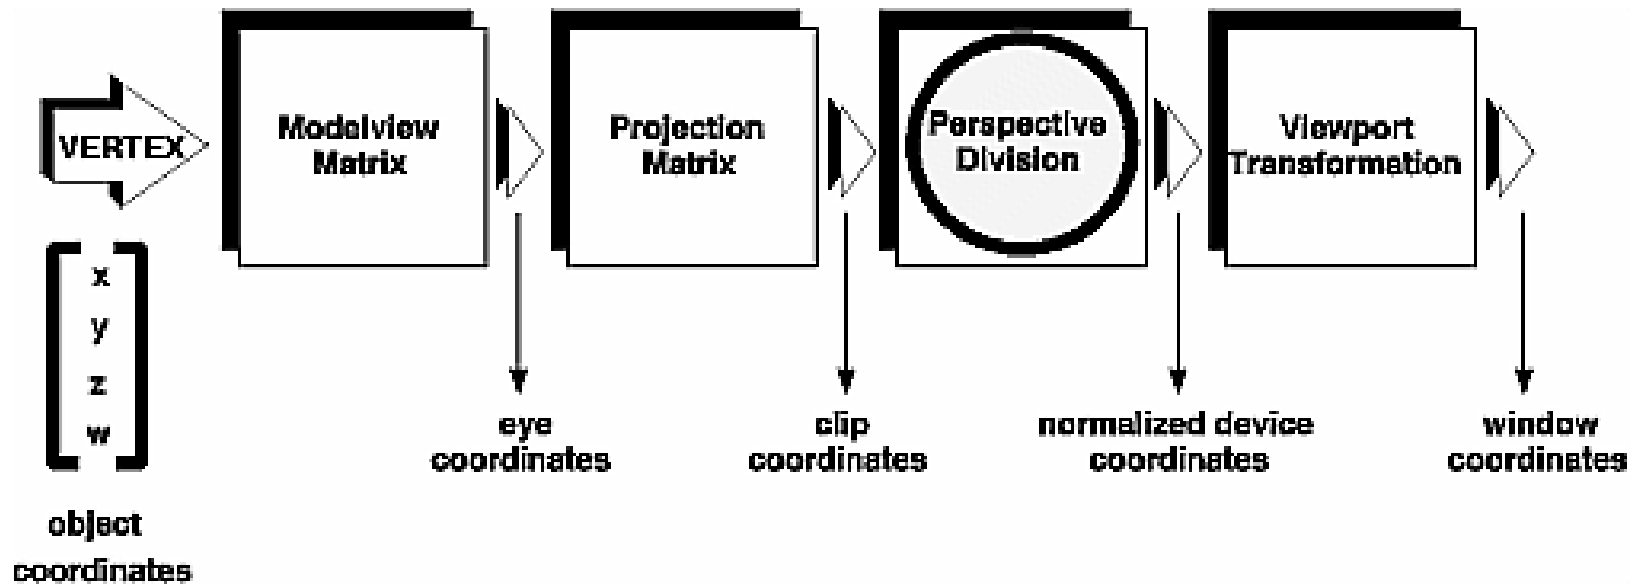 VERTEX
Modelview
Matrix
Projection
Matrix
Perspective
Division
Viewport
Transformation
x
y
z
w
object
coordinates
eye
coordinates
clip
coordinates
normalized device
coordinates
window
coordinates